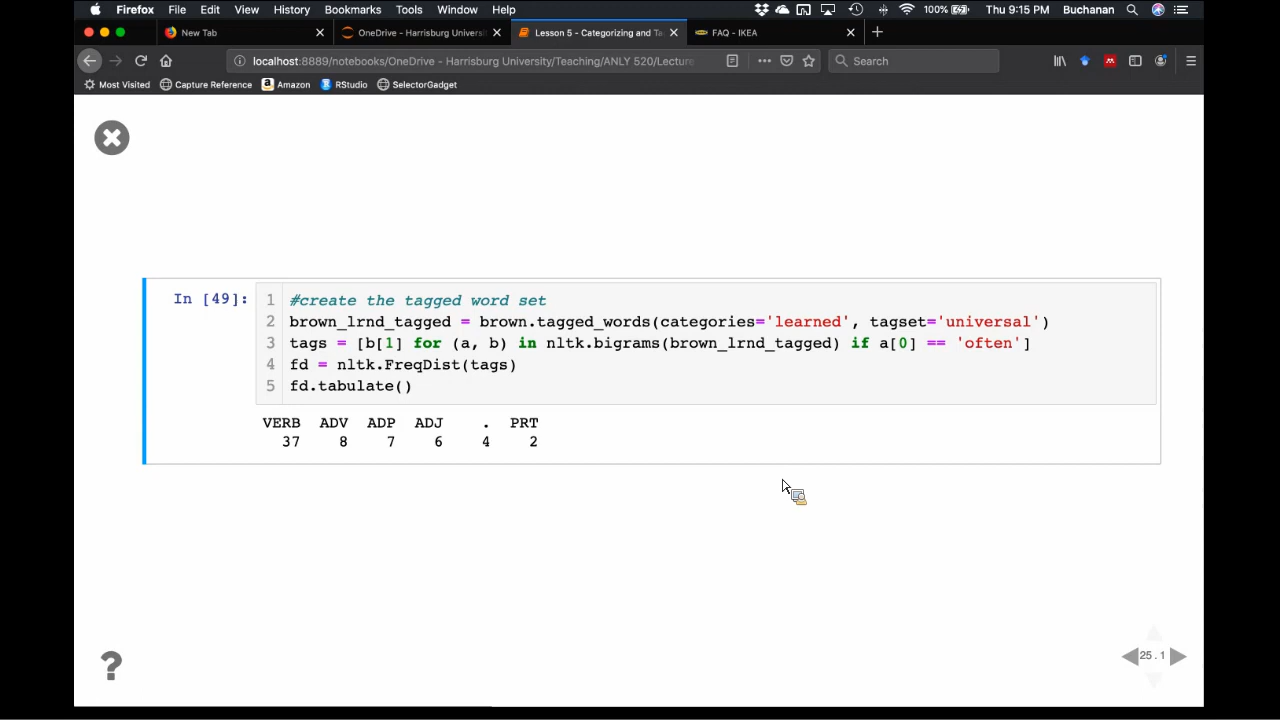 Firefox File Edit View History Bookmarks Tools Window Help 100% Thu 9:15 PM Buchanan
New Tab OneDrive - Harrisburg Universit Lesson 5 - Categorizing and Ta FAQ - IKEA
localhost:8889/notebooks/OneDrive - Harrisburg University/Teaching/ANLY 520/Lecture Search
Most Visited Capture Reference Amazon RStudio SelectorGadget
In [49]:
1 #create the tagged word set
2 brown_lrnd_tagged = brown.tagged_words(categories='learned', tagset='universal')
3 tags = [b[1] for (a, b) in nltk.bigrams(brown_lrnd_tagged) if a[0] == 'often']
4 fd = nltk.FreqDist(tags)
5 fd.tabulate()
VERB ADV ADP ADJ . PRT
37 8 7 6 4 2
?
25.1